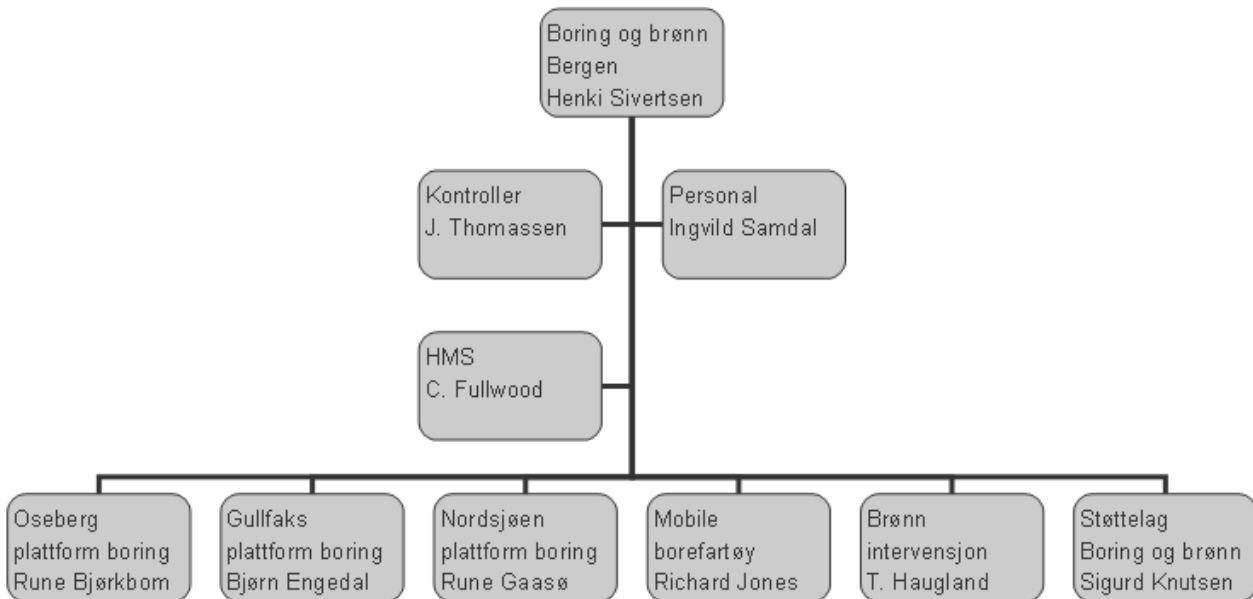 Boring og brønn
Bergen
Henki Sivertsen
Kontroller
J. Thomassen
Personal
Ingvild Samdal
HMS
C. Fullwood
Oseberg
plattform boring
Rune Bjørkbom
Gullfaks
plattform boring
Bjørn Engedal
Nordsjøen
plattform boring
Rune Gaasø
Mobile
borefartøy
Richard Jones
Brønn
intervensjon
T. Haugland
Støttelag
Boring og brønn
Sigurd Knutsen